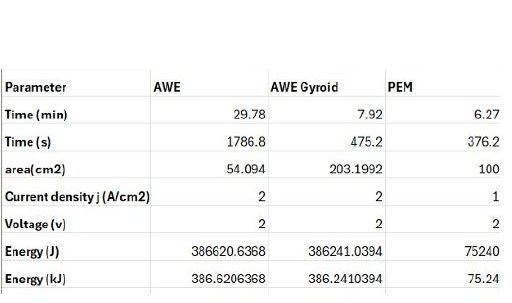 Parameter AWE AWE Gyroid PEM
Time (min) 29.78 7.92 6.27
Time (s) 1786.8 475.2 376.2
area(cm2) 54.094 203.1992 100
Current density j (A/cm2) 2 2 1
Voltage (v) 2 2 2
Energy (J) 386620.6368 386241.0394 75240
Energy (kJ) 386.6206368 386.2410394 75.24